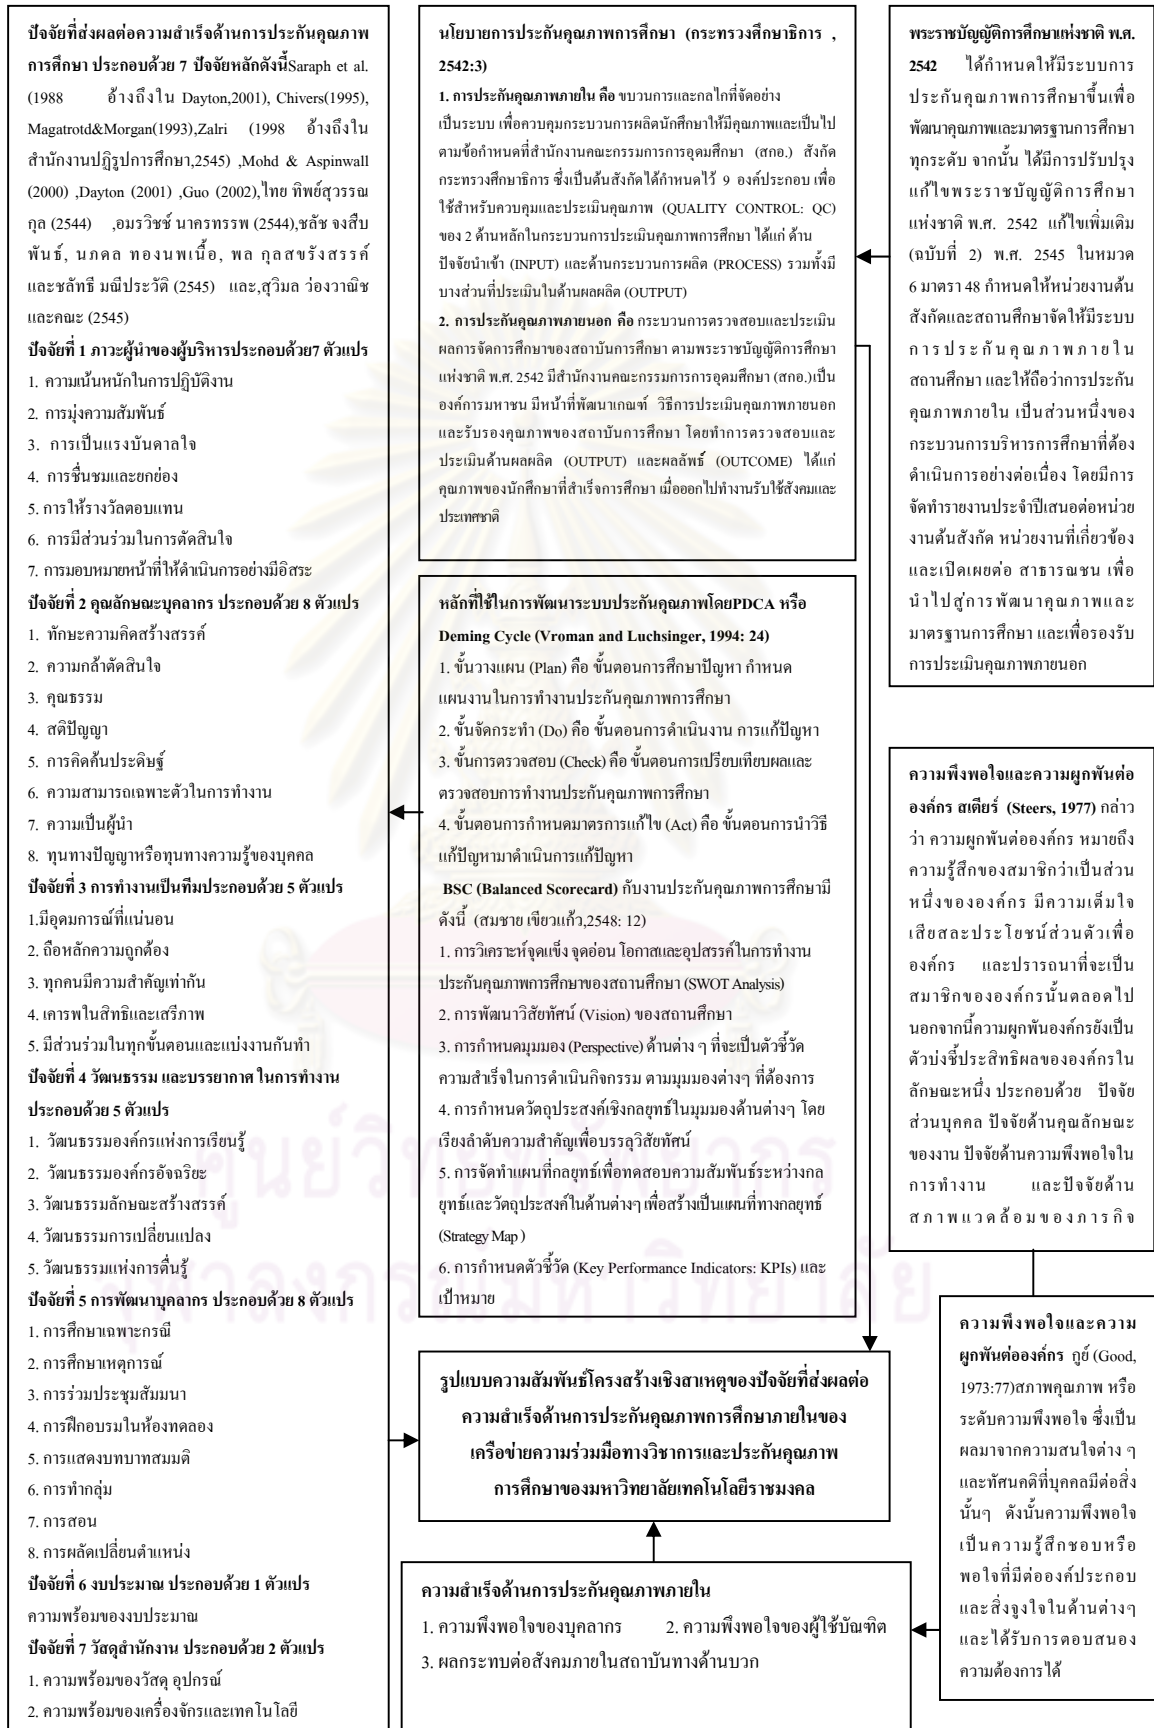 ปัจจัยที่ส่งผลต่อความสำเร็จด้านการประกันคุณภาพ
การศึกษา ประกอบด้วย 7 ปัจจัยหลักดังนี้Saraph et al.
(1988 อ้างถึงใน Dayton,2001), Chivers(1995),
Magatrotd&Morgan(1993),Zalri (1998 อ้างถึงใน
สำนักงานปฏิรูปการศึกษา,2545) ,Mohd & Aspinwall
(2000) ,Dayton (2001) ,Guo (2002),ไทย ทิพย์สุวรรณ
กุล (2544) ,อมรวิชช์ นาครทรรพ (2544),ชลัช จงสืบ
พันธ์, นภดล ทองนพเนื้อ, พล กุลสขรังสรรค์
และชลัทธี มณีประวัติ (2545) และ,สุวิมล ว่องวาณิช
และคณะ (2545)
ปัจจัยที่ 1 ภาวะผู้นำของผู้บริหารประกอบด้วย7 ตัวแปร
1. ความเน้นหนักในการปฏิบัติงาน
2. การมุ่งความสัมพันธ์
3. การเป็นแรงบันดาลใจ
4. การชื่นชมและยกย่อง
5. การให้รางวัลตอบแทน
6. การมีส่วนร่วมในการตัดสินใจ
7. การมอบหมายหน้าที่ให้ดำเนินการอย่างมีอิสระ
ปัจจัยที่ 2 คุณลักษณะบุคลากร ประกอบด้วย 8 ตัวแปร
1. ทักษะความคิดสร้างสรรค์
2. ความกล้าตัดสินใจ
3. คุณธรรม
4. สติปัญญา
5. การคิดค้นประดิษฐ์
6. ความสามารถเฉพาะตัวในการทำงาน
7. ความเป็นผู้นำ
8. ทุนทางปัญญาหรือทุนทางความรู้ของบุคคล
ปัจจัยที่ 3 การทำงานเป็นทีมประกอบด้วย 5 ตัวแปร
1.มีอุดมการณ์ที่แน่นอน
2. ถือหลักความถูกต้อง
3. ทุกคนมีความสำคัญเท่ากัน
4. เคารพในสิทธิและเสรีภาพ
5. มีส่วนร่วมในทุกขั้นตอนและแบ่งงานกันทำ
ปัจจัยที่ 4 วัฒนธรรม และบรรยากาศ ในการทำงาน
ประกอบด้วย 5 ตัวแปร
1. วัฒนธรรมองค์กรแห่งการเรียนรู้
2. วัฒนธรรมองค์กรอัจฉริยะ
3. วัฒนธรรมลักษณะสร้างสรรค์
4. วัฒนธรรมการเปลี่ยนแปลง
5. วัฒนธรรมแห่งการตื่นรู้
ปัจจัยที่ 5 การพัฒนาบุคลากร ประกอบด้วย 8 ตัวแปร
1. การศึกษาเฉพาะกรณี
2. การศึกษาเหตุการณ์
3. การร่วมประชุมสัมมนา
4. การฝึกอบรมในห้องทดลอง
5. การแสดงบทบาทสมมติ
6. การทำกลุ่ม
7. การสอน
8. การผลัดเปลี่ยนตำแหน่ง
ปัจจัยที่ 6 งบประมาณ ประกอบด้วย 1 ตัวแปร
ความพร้อมของงบประมาณ
ปัจจัยที่ 7 วัสดุสำนักงาน ประกอบด้วย 2 ตัวแปร
1. ความพร้อมของวัสดุ อุปกรณ์
2. ความพร้อมของเครื่องจักรและเทคโนโลยี
นโยบายการประกันคุณภาพการศึกษา (กระทรวงศึกษาธิการ ,
2542:3)
1. การประกันคุณภาพภายใน คือ ขบวนการและกลไกที่จัดอย่าง
เป็นระบบ เพื่อควบคุมกระบวนการผลิตนักศึกษาให้มีคุณภาพและเป็นไป
ตามข้อกำหนดที่สำนักงานคณะกรรมการการอุดมศึกษา (สกอ.) สังกัด
กระทรวงศึกษาธิการ ซึ่งเป็นต้นสังกัดได้กำหนดไว้ 9 องค์ประกอบ เพื่อ
ใช้สำหรับควบคุมและประเมินคุณภาพ (QUALITY CONTROL: QC)
ของ 2 ด้านหลักในกระบวนการประเมินคุณภาพการศึกษา ได้แก่ ด้าน
ปัจจัยนำเข้า (INPUT) และด้านกระบวนการผลิต (PROCESS) รวมทั้งมี
บางส่วนที่ประเมินในด้านผลผลิต (OUTPUT)
2. การประกันคุณภาพภายนอก คือ กระบวนการตรวจสอบและประเมิน
ผลการจัดการศึกษาของสถาบันการศึกษา ตามพระราชบัญญัติการศึกษา
แห่งชาติ พ.ศ. 2542 มีสำนักงานคณะกรรมการการอุดมศึกษา (สกอ.)เป็น
องค์การมหาชน มีหน้าที่พัฒนาเกณฑ์ วิธีการประเมินคุณภาพภายนอก
และรับรองคุณภาพของสถาบันการศึกษา โดยทำการตรวจสอบและ
ประเมินด้านผลผลิต (OUTPUT) และผลลัพธ์ (OUTCOME) ได้แก่
คุณภาพของนักศึกษาที่สำเร็จการศึกษา เมื่อออกไปทำงานรับใช้สังคมและ
ประเทศชาติ
หลักที่ใช้ในการพัฒนาระบบประกันคุณภาพโดยPDCA หรือ
Deming Cycle (Vroman and Luchsinger, 1994: 24)
1. ขั้นวางแผน (Plan) คือ ขั้นตอนการศึกษาปัญหา กำหนด
แผนงานในการทำงานประกันคุณภาพการศึกษา
2. ขั้นจัดกระทำ (Do) คือ ขั้นตอนการดำเนินงาน การแก้ปัญหา
3. ขั้นการตรวจสอบ (Check) คือ ขั้นตอนการเปรียบเทียบผลและ
ตรวจสอบการทำงานประกันคุณภาพการศึกษา
4. ขั้นตอนการกำหนดมาตรการแก้ไข (Act) คือ ขั้นตอนการนำวิธี
แก้ปัญหามาดำเนินการแก้ปัญหา
BSC (Balanced Scorecard) กับงานประกันคุณภาพการศึกษามี
ดังนี้ (สมชาย เขียวแก้ว,2548: 12)
1. การวิเคราะห์จุดแข็ง จุดอ่อน โอกาสและอุปสรรค์ในการทำงาน
ประกันคุณภาพการศึกษาของสถานศึกษา (SWOT Analysis)
2. การพัฒนาวิสัยทัศน์ (Vision) ของสถานศึกษา
3. การกำหนดมุมมอง (Perspective) ด้านต่าง ๆ ที่จะเป็นตัวชี้วัด
ความสำเร็จในการดำเนินกิจกรรม ตามมุมมองต่างๆ ที่ต้องการ
4. การกำหนดวัตถุประสงค์เชิงกลยุทธ์ในมุมมองด้านต่างๆ โดย
เรียงลำดับความสำคัญเพื่อบรรลุวิสัยทัศน์
5. การจัดทำแผนที่กลยุทธ์เพื่อทดสอบความสัมพันธ์ระหว่างกล
ยุทธ์และวัตถุประสงค์ในด้านต่างๆ เพื่อสร้างเป็นแผนที่ทางกลยุทธ์
(Strategy Map )
6. การกำหนดตัวชี้วัด (Key Performance Indicators: KPIs) และ
เป้าหมาย
รูปแบบความสัมพันธ์โครงสร้างเชิงสาเหตุของปัจจัยที่ส่งผลต่อ
ความสำเร็จด้านการประกันคุณภาพการศึกษาภายในของ
เครือข่ายความร่วมมือทางวิชาการและประกันคุณภาพ
การศึกษาของมหาวิทยาลัยเทคโนโลยีราชมงคล
ความสำเร็จด้านการประกันคุณภาพภายใน
1. ความพึงพอใจของบุคลากร 2. ความพึงพอใจของผู้ใช้บัณฑิต
3. ผลกระทบต่อสังคมภายในสถาบันทางด้านบวก
พระราชบัญญัติการศึกษาแห่งชาติ พ.ศ.
2542 ได้กำหนดให้มีระบบการ
ประกันคุณภาพการศึกษาขึ้นเพื่อ
พัฒนาคุณภาพและมาตรฐานการศึกษา
ทุกระดับ จากนั้น ได้มีการปรับปรุง
แก้ไขพระราชบัญญัติการศึกษา
แห่งชาติ พ.ศ. 2542 แก้ไขเพิ่มเติม
(ฉบับที่ 2) พ.ศ. 2545 ในหมวด
6 มาตรา 48 กำหนดให้หน่วยงานต้น
สังกัดและสถานศึกษาจัดให้มีระบบ
การประกันคุณภาพภายใน
สถานศึกษา และให้ถือว่าการประกัน
คุณภาพภายใน เป็นส่วนหนึ่งของ
กระบวนการบริหารการศึกษาที่ต้อง
ดำเนินการอย่างต่อเนื่อง โดยมีการ
จัดทำรายงานประจำปีเสนอต่อหน่วย
งานต้นสังกัด หน่วยงานที่เกี่ยวข้อง
และเปิดเผยต่อ สาธารณชน เพื่อ
นำไปสู่การพัฒนาคุณภาพและ
มาตรฐานการศึกษา และเพื่อรองรับ
การประเมินคุณภาพภายนอก
ความพึงพอใจและความผูกพันต่อ
องค์กร สเตียร์ (Steers, 1977) กล่าว
ว่า ความผูกพันต่อองค์กร หมายถึง
ความรู้สึกของสมาชิกว่าเป็นส่วน
หนึ่งขององค์กร มีความเต็มใจ
เสียสละประโยชน์ส่วนตัวเพื่อ
องค์กร และปรารถนาที่จะเป็น
สมาชิกขององค์กรนั้นตลอดไป
นอกจากนี้ความผูกพันองค์กรยังเป็น
ตัวบ่งชี้ประสิทธิผลขององค์กรใน
ลักษณะหนึ่ง ประกอบด้วย ปัจจัย
ส่วนบุคคล ปัจจัยด้านคุณลักษณะ
ของงาน ปัจจัยด้านความพึงพอใจใน
การทำงาน และปัจจัยด้าน
สภาพแวดล้อมของภารกิจ
ความพึงพอใจและความ
ผูกพันต่อองค์กร กูย์ (Good,
1973:77)สภาพคุณภาพ หรือ
ระดับความพึงพอใจ ซึ่งเป็น
ผลมาจากความสนใจต่าง ๆ
และทัศนคติที่บุคคลมีต่อสิ่ง
นั้นๆ ดังนั้นความพึงพอใจ
เป็นความรู้สึกชอบหรือ
พอใจที่มีต่อองค์ประกอบ
และสิ่งจูงใจในด้านต่างๆ
และได้รับการตอบสนอง
ความต้องการได้
ศูนย์วิทยทรัพยากร
จุฬาลงกรณ์มหาวิทยาลัย